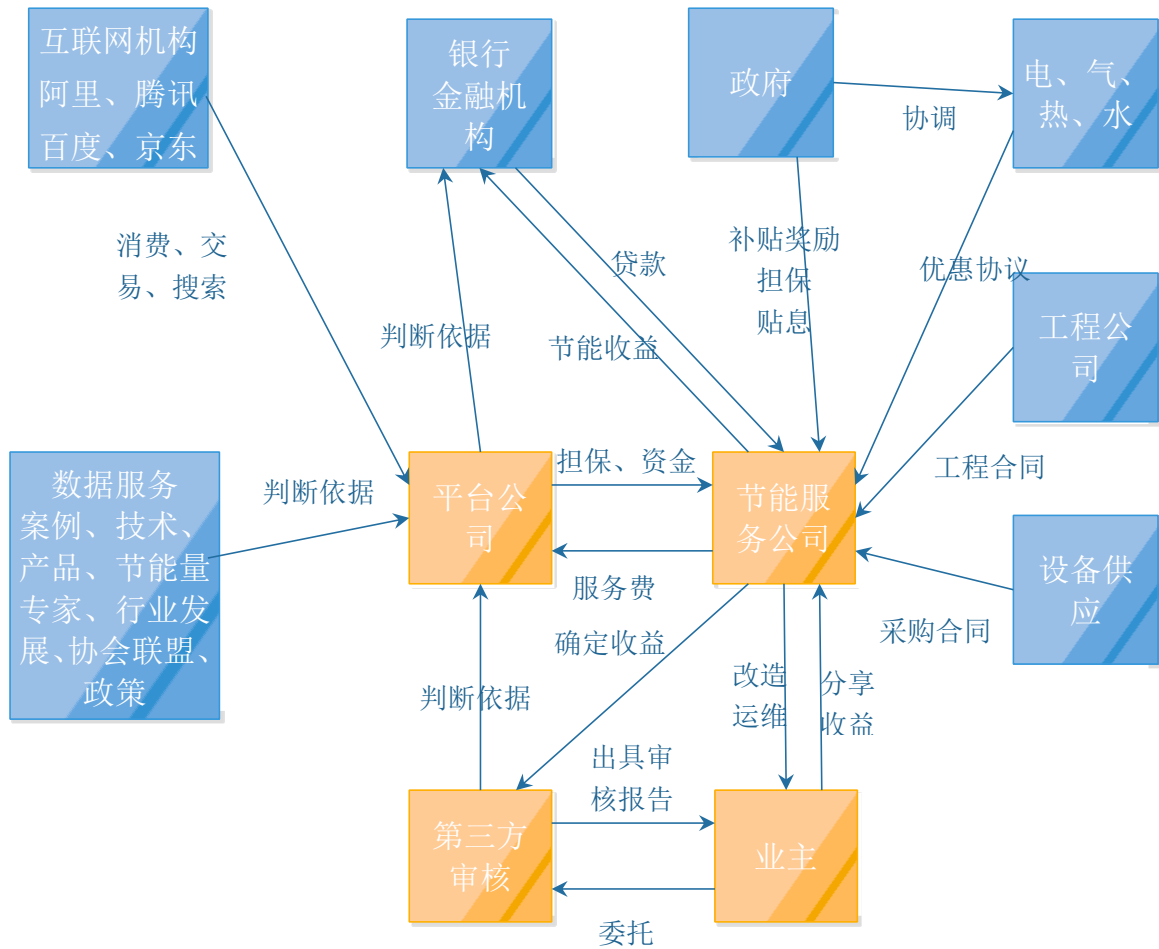 互联网机构
阿里、腾讯
百度、京东
银行
金融机
构
政府
电、气、
热、水
协调
消费、交
易、搜索
贷款
补贴奖励
担保
贴息
优惠协议
判断依据
节能收益
工程公
司
数据服务
案例、技术、
产品、节能量
专家、行业发
展、协会联盟、
政策
判断依据
平台公
司
担保、资金
节能服
务公司
工程合同
服务费
设备供
应
采购合同
确定收益
判断依据
改造
运维
分享
收益
出具审
核报告
第三方
审核
业主
委托